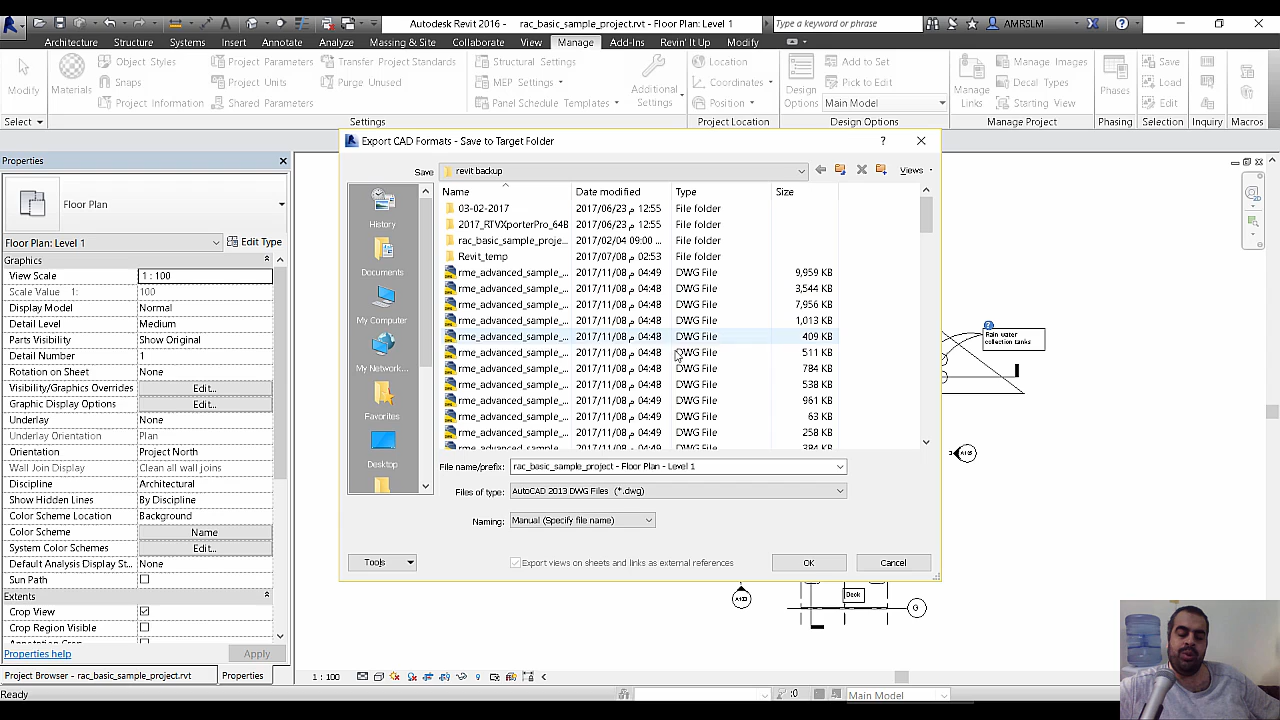 Autodesk Revit 2016 - rac_basic_sample_project.rvt - Floor Plan: Level 1
Type a keyword or phrase
AMRSLM
Architecture Structure Systems Insert Annotate Analyze Massing & Site Collaborate View Manage Add-Ins Revin' It Up Modify
Modify
Materials
Object Styles
Snaps
Project Information
Project Parameters
Project Units
Shared Parameters
Transfer Project Standards
Purge Unused
Structural Settings
MEP Settings
Panel Schedule Templates
Additional Settings
Location
Coordinates
Position
Design Options
Add to Set
Pick to Edit
Main Model
Manage Links
Manage Images
Decal Types
Starting View
Phases
Save
Load
Edit
Select
Settings
Project Location
Design Options
Manage Project
Phasing
Selection
Inquiry
Macros
Properties
Floor Plan
Floor Plan: Level 1
Edit Type
Graphics
View Scale 1 : 100
Scale Value 1: 100
Display Model Normal
Detail Level Medium
Parts Visibility Show Original
Detail Number 1
Rotation on Sheet None
Visibility/Graphics Overrides Edit...
Graphic Display Options Edit...
Underlay None
Underlay Orientation Plan
Orientation Project North
Wall Join Display Clean all wall joins
Discipline Architectural
Show Hidden Lines By Discipline
Color Scheme Location Background
Color Scheme Name
System Color Schemes Edit...
Default Analysis Display St... None
Sun Path
Extents
Crop View
Crop Region Visible
Properties help
Apply
Project Browser - rac_basic_sample_project.rvt
Properties
Export CAD Formats - Save to Target Folder
Save
revit backup
Views
History
Documents
My Computer
My Network...
Favorites
Desktop
Name Date modified Type Size
03-02-2017 2017/06/23 م 12:55 File folder
2017_RTVXporterPro_64B 2017/06/23 م 12:55 File folder
rac_basic_sample_proje... 2017/02/04 09:00 ... File folder
Revit_temp 2017/07/08 م 02:53 File folder
rme_advanced_sample_... 2017/11/08 م 04:49 DWG File 9,959 KB
rme_advanced_sample_... 2017/11/08 م 04:48 DWG File 3,544 KB
rme_advanced_sample_... 2017/11/08 م 04:48 DWG File 7,956 KB
rme_advanced_sample_... 2017/11/08 م 04:48 DWG File 1,013 KB
rme_advanced_sample_... 2017/11/08 م 04:48 DWG File 409 KB
rme_advanced_sample_... 2017/11/08 م 04:48 DWG File 511 KB
rme_advanced_sample_... 2017/11/08 م 04:48 DWG File 784 KB
rme_advanced_sample_... 2017/11/08 م 04:48 DWG File 538 KB
rme_advanced_sample_... 2017/11/08 م 04:49 DWG File 961 KB
rme_advanced_sample_... 2017/11/08 م 04:49 DWG File 63 KB
rme_advanced_sample_... 2017/11/08 م 04:49 DWG File 258 KB
File name/prefix: rac_basic_sample_project - Floor Plan - Level 1
Files of type: AutoCAD 2013 DWG Files (*.dwg)
Naming: Manual (Specify file name)
Tools
Export views on sheets and links as external references
OK
Cancel
Rain water
collection tanks
Deck
G
1 : 100
Ready
:0
Main Model